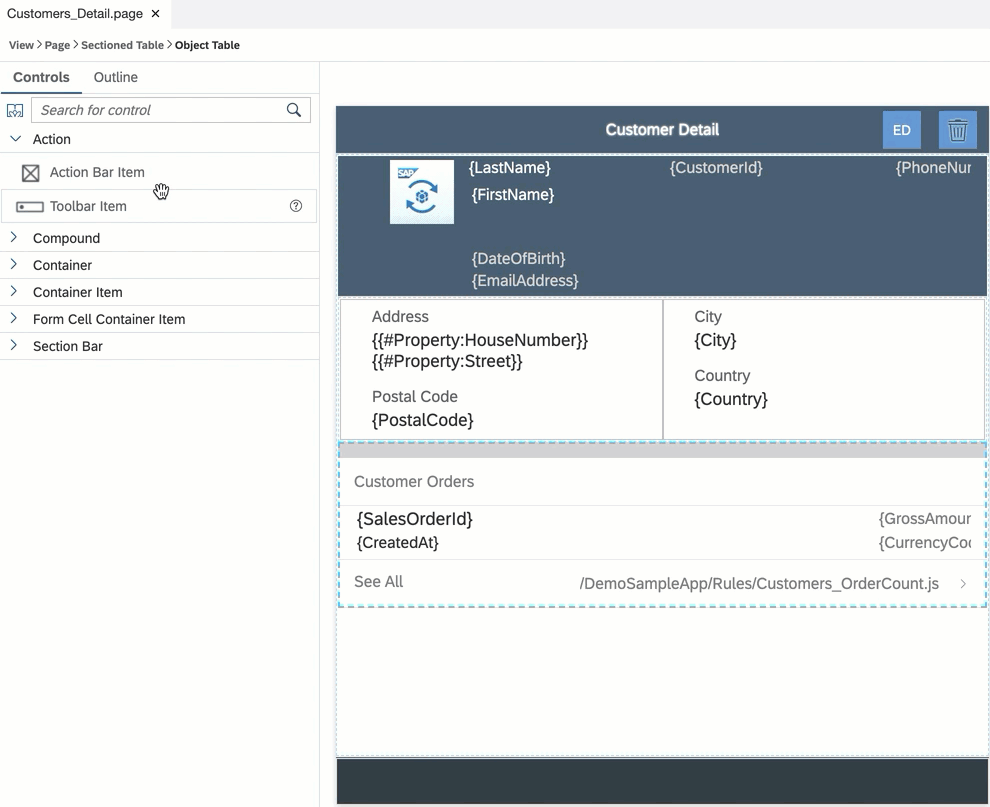 Customers_Detail.page ×
View > Page > Sectioned Table > Object Table
Controls Outline
Search for control
Action
Action Bar Item
Toolbar Item
Compound
Container
Container Item
Form Cell Container Item
Section Bar
Customer Detail ED
SAP
{LastName} {CustomerId} {PhoneNur
{FirstName}
{DateOfBirth}
{EmailAddress}
Address City
{{#Property:HouseNumber}} {City}
{{#Property:Street}}
Country
Postal Code {Country}
{PostalCode}
Customer Orders
{SalesOrderId} {GrossAmour
{CreatedAt} {CurrencyCo
See All /DemoSampleApp/Rules/Customers_OrderCount.js >